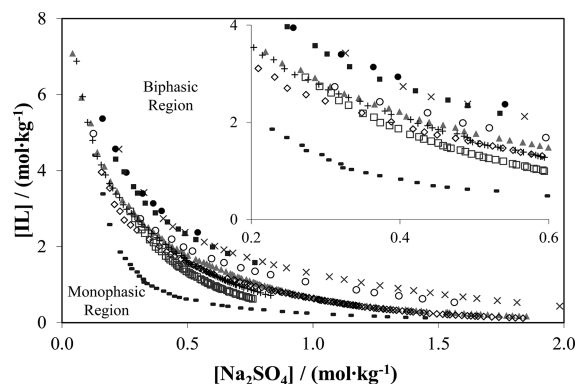 8
6
4
2
0
[IL] / (mol·kg⁻¹)
Biphasic
Region
Monophasic
Region
4
2
0
0.2 0.4 0.6
0.0 0.5 1.0 1.5 2.0
[Na₂SO₄] / (mol·kg⁻¹)